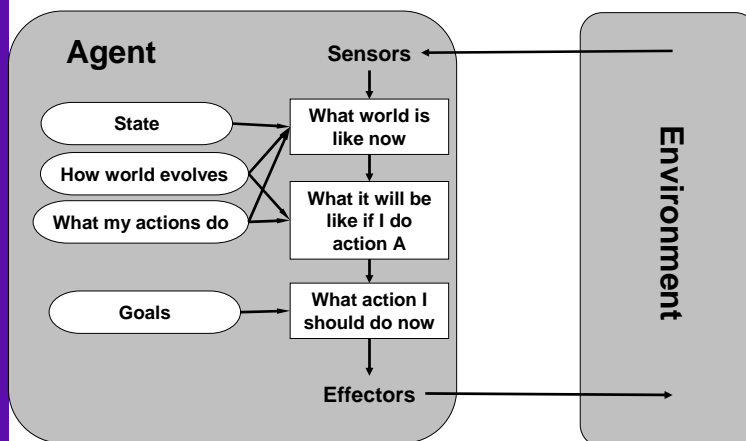 Agent
Sensors
State
What world is
like now
How world evolves
What my actions do
What it will be
like if I do
action A
Goals
What action I
should do now
Effectors
Environment